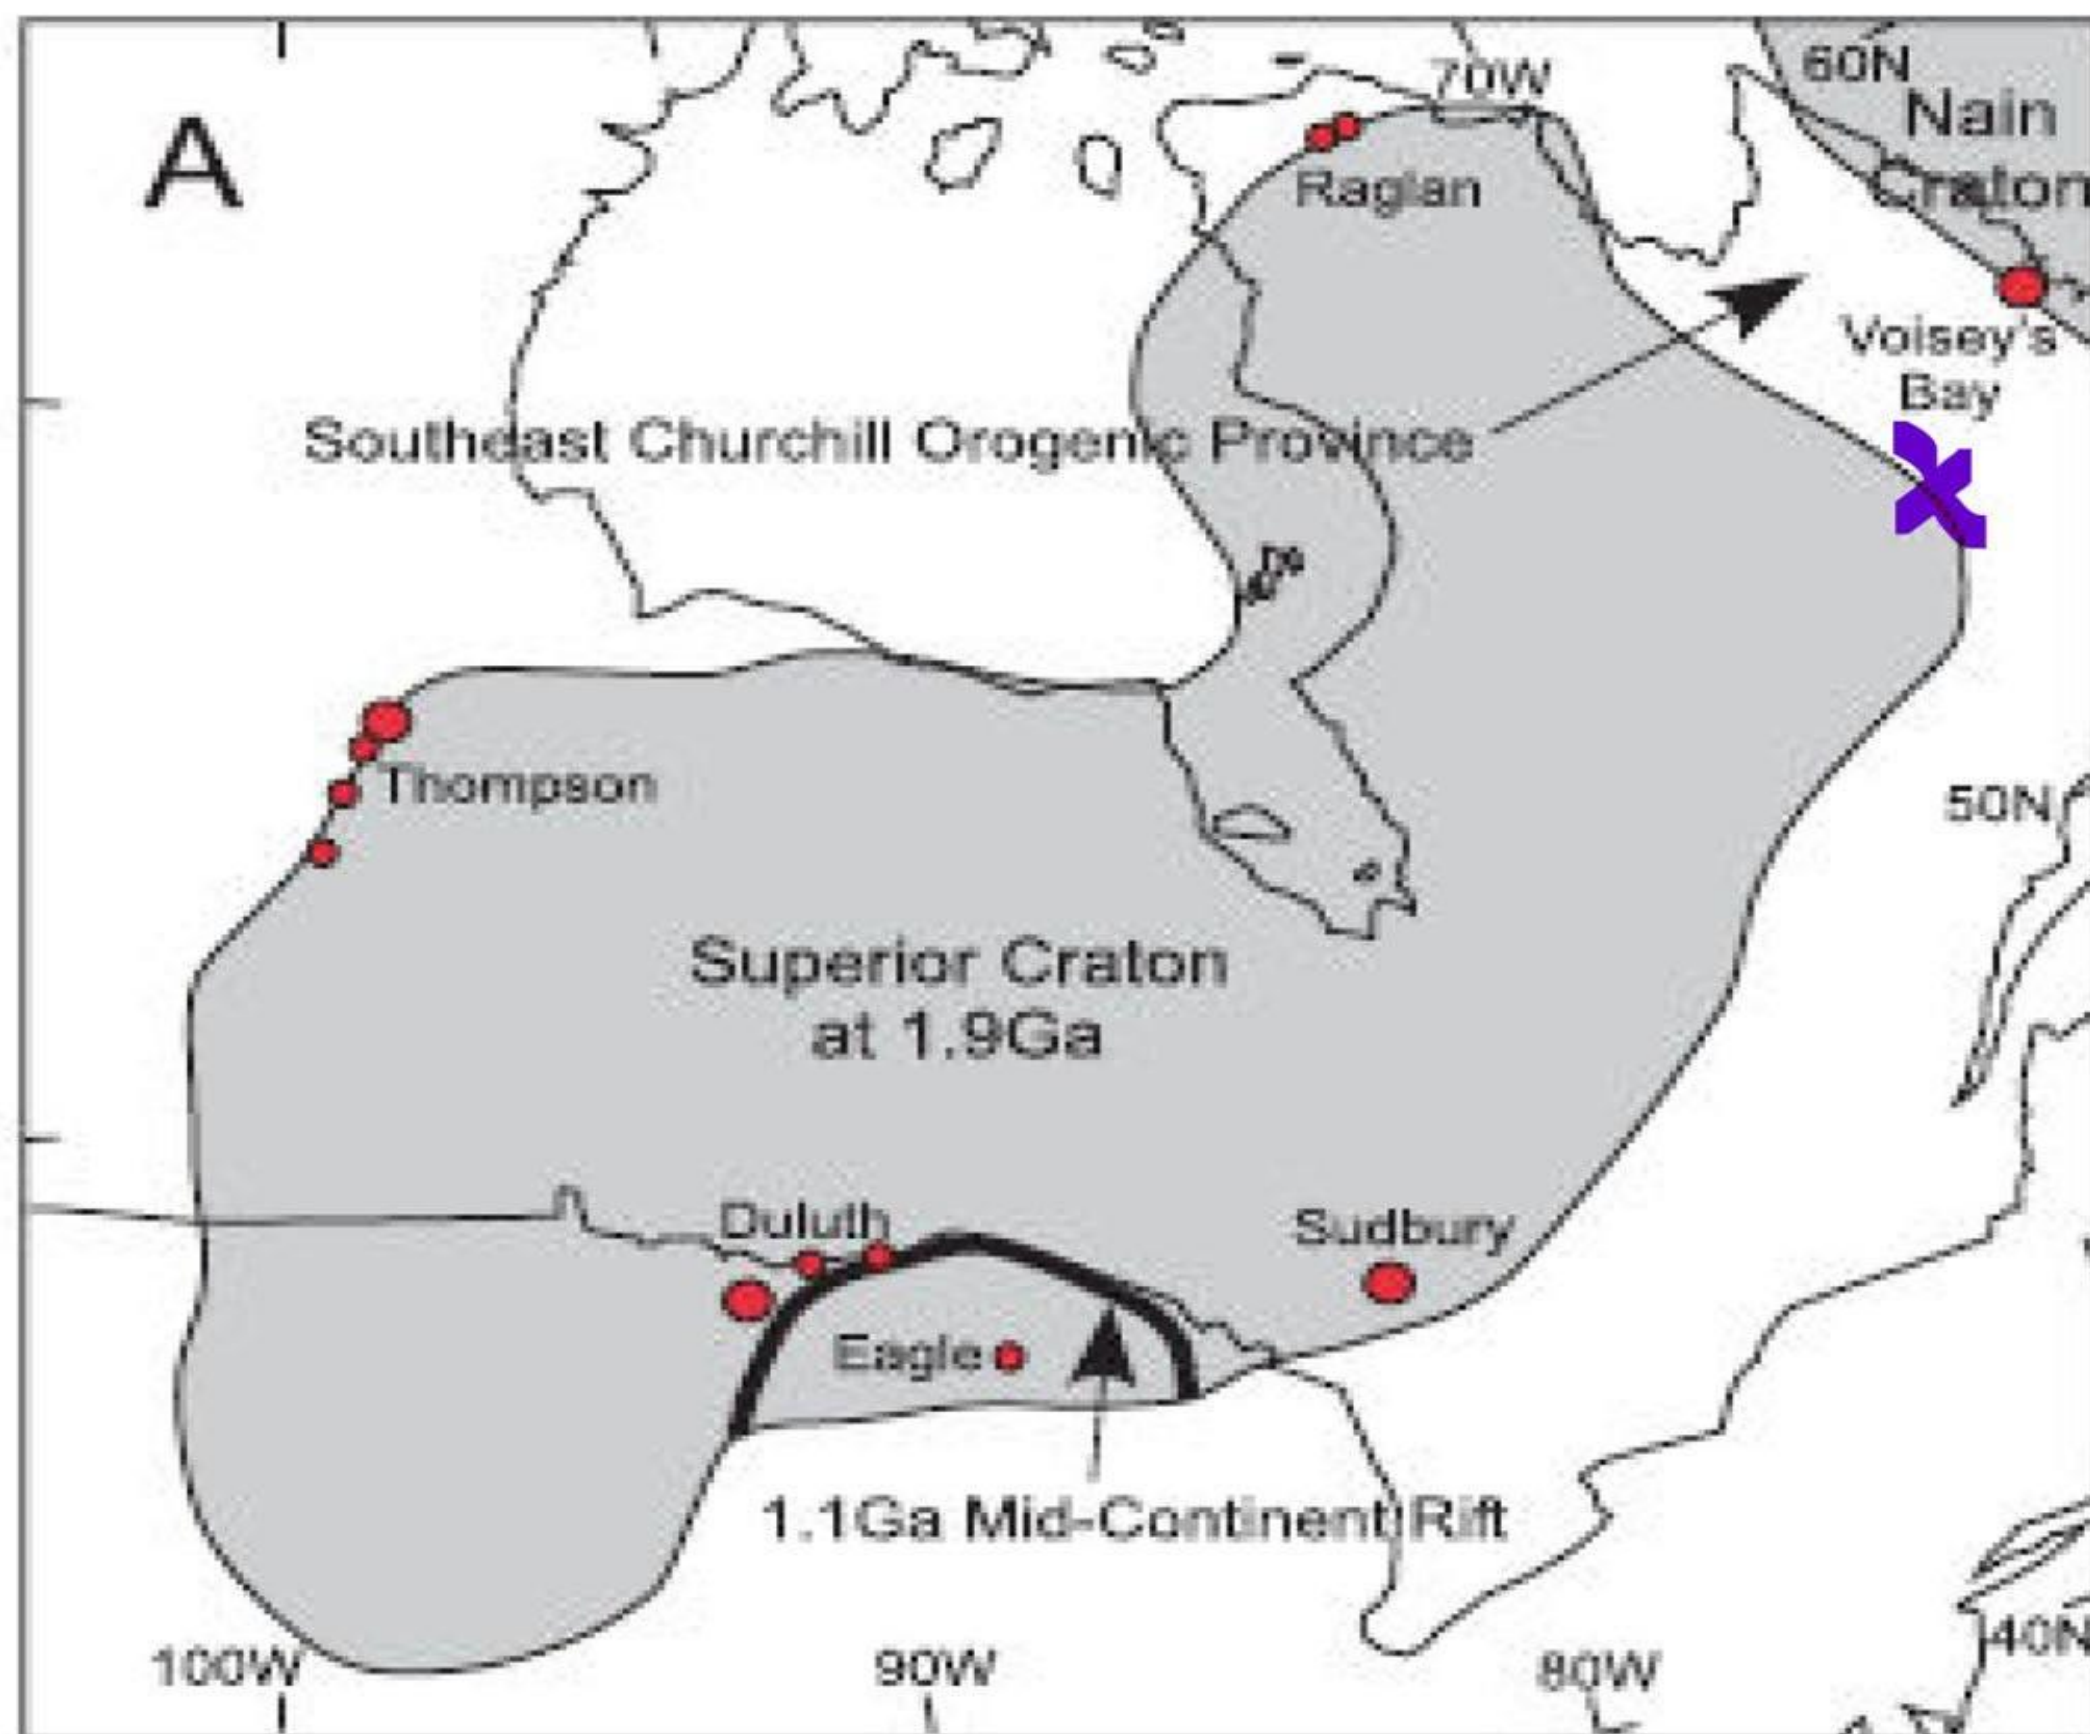 A
70W
60N
Nain
Craton
Raglan
Voisey's
Bay
Southeast Churchill Orogenic Province
Thompson
50N
Superior Craton
at 1.9Ga
Duluth
Sudbury
Eagle
1.1Ga Mid-Continent Rift
100W
90W
80W
40N